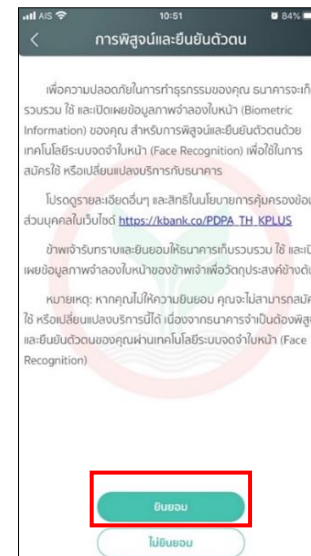 AIS 10:51 84%
การพิสูจน์และยืนยันตัวตน
เพื่อความปลอดภัยในการทำธุรกรรมของคุณ ธนาคารจะเก็
รวบรวม ใช้ และเปิดเผยข้อมูลภาพจำลองใบหน้า (Biometric
Information) ของคุณ สำหรับการพิสูจน์และยืนยันตัวตนด้วย
เทคโนโลยีระบบจดจำใบหน้า (Face Recognition) เพื่อใช้ในการ
สมัครใช้ หรือเปลี่ยนแปลงบริการกับธนาคาร
โปรดดูรายละเอียดอื่นๆ และสิทธิในนโยบายการคุ้มครองข้อม
ส่วนบุคคลในเว็บไซต์ https://kbank.co/PDPA_TH_KPLUS
ข้าพเจ้ารับทราบและยินยอมให้ธนาคารเก็บรวบรวม ใช้ และเปิ
เผยข้อมูลภาพจำลองใบหน้าของข้าพเจ้าเพื่อวัตถุประสงค์ข้างต้น
หมายเหตุ: หากคุณไม่ให้ความยินยอม คุณจะไม่สามารถสมัค
ใช้ หรือเปลี่ยนแปลงบริการนี้ได้ เนื่องจากธนาคารจำเป็นต้องพิสูจ
และยืนยันตัวตนของคุณผ่านเทคโนโลยีระบบจดจำใบหน้า (Face
Recognition)
ยินยอม
ไม่ยินยอม